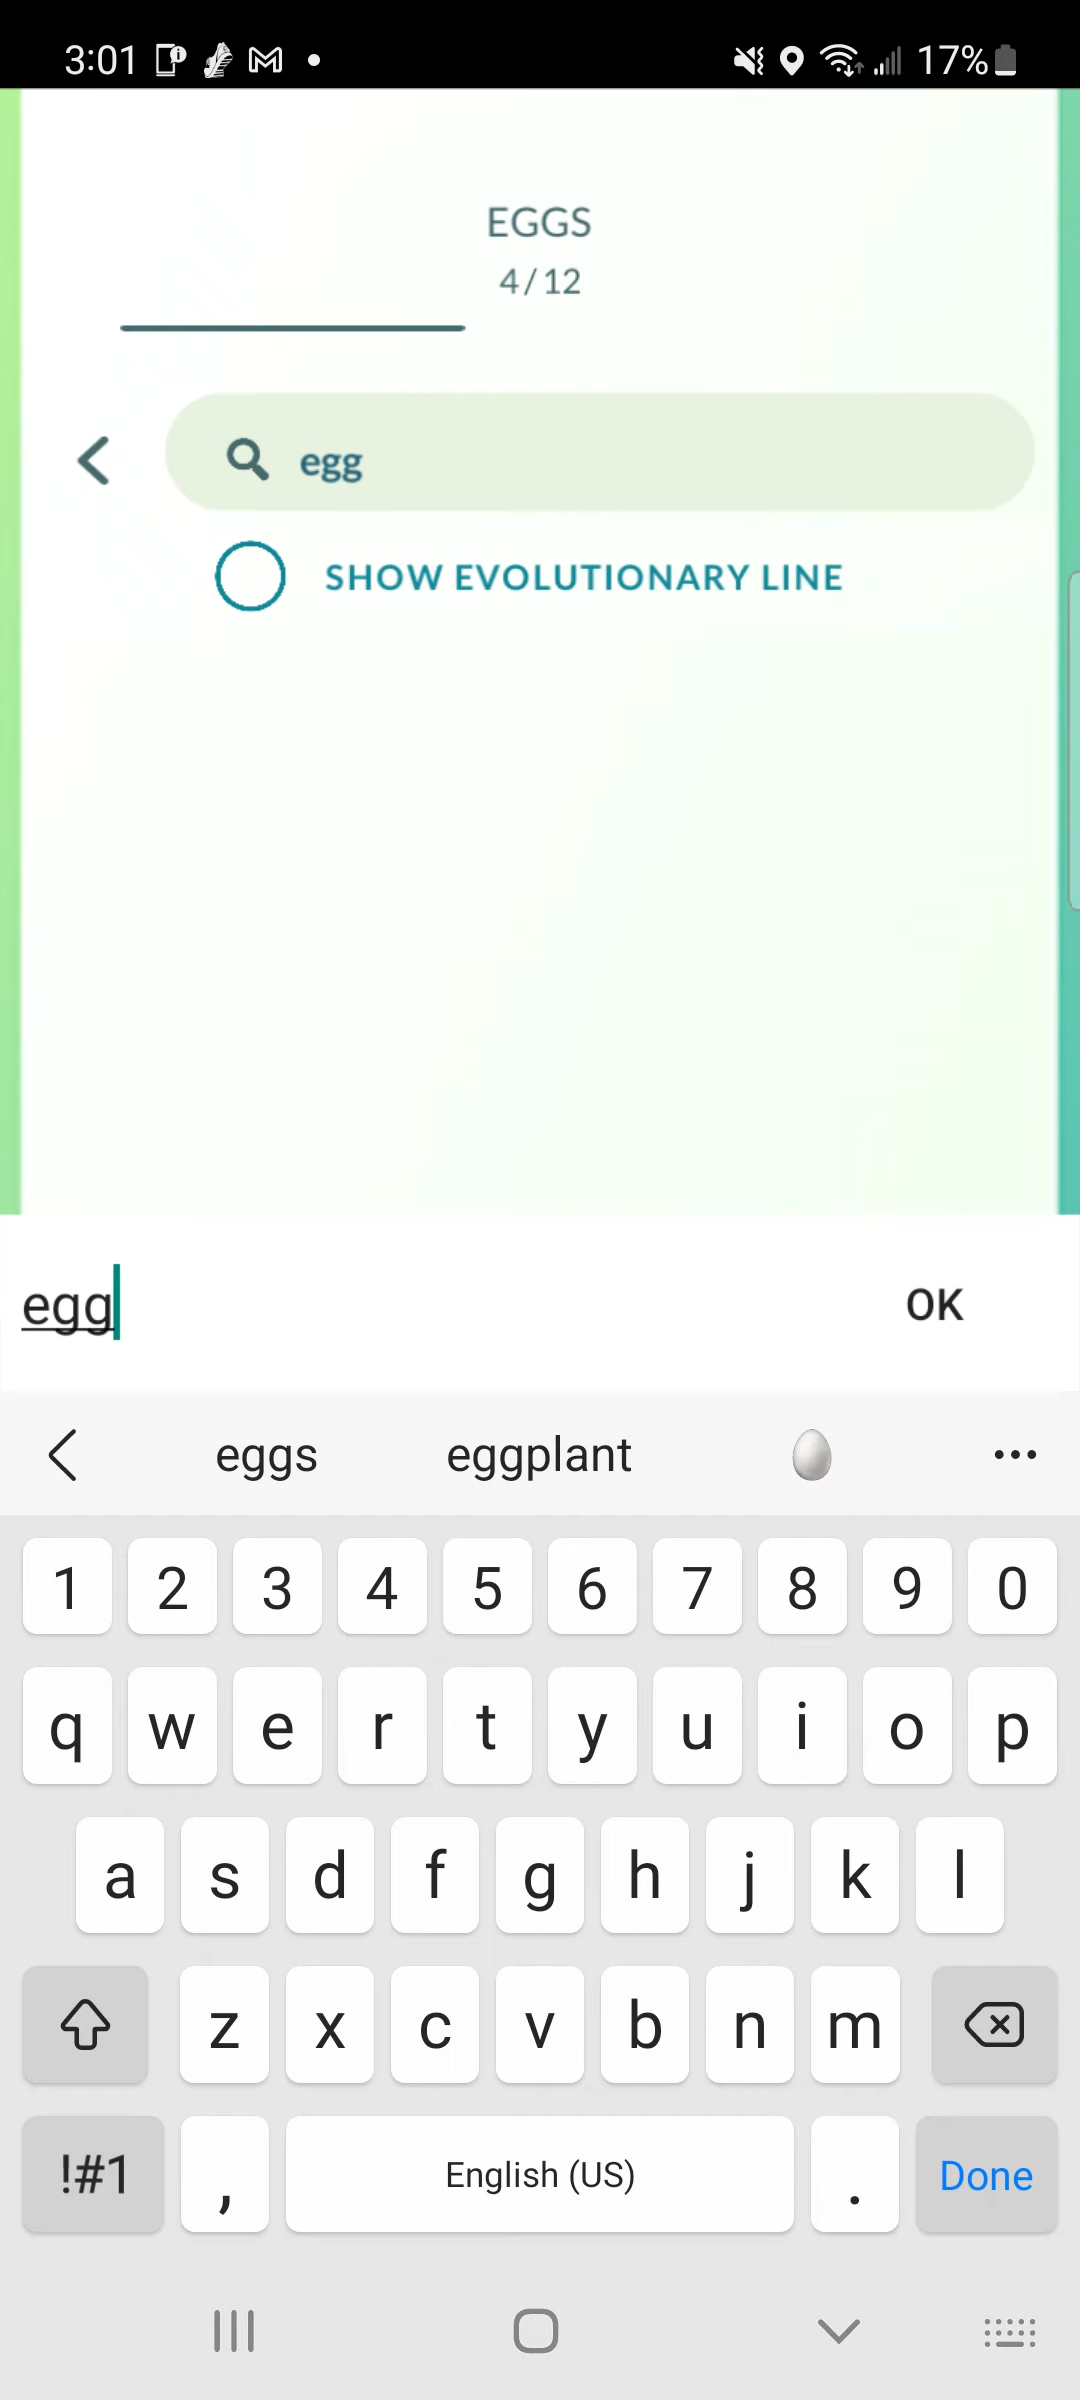 3:01 17%
EGGS
4/12
egg
SHOW EVOLUTIONARY LINE
egg OK
eggs eggplant
1 2 3 4 5 6 7 8 9 0
q w e r t y u i o p
a s d f g h j k l
z x c v b n m
!#1 , English (US) . Done